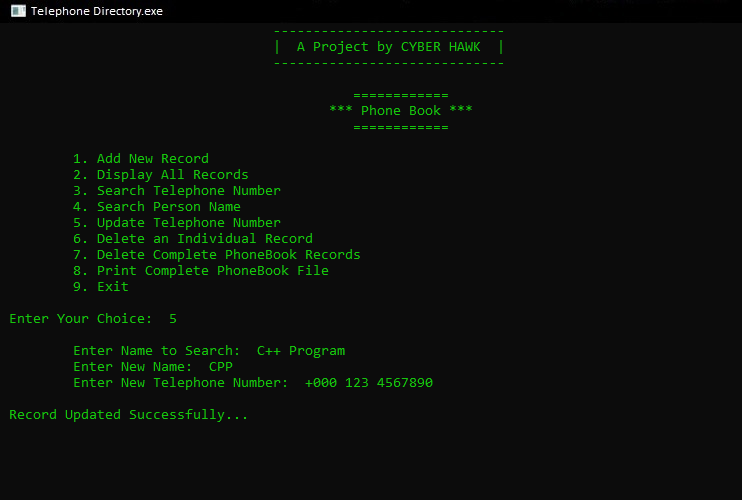 Telephone Directory.exe
-----------------------------
|  A Project by CYBER HAWK  |
-----------------------------
============
*** Phone Book ***
============
1. Add New Record
2. Display All Records
3. Search Telephone Number
4. Search Person Name
5. Update Telephone Number
6. Delete an Individual Record
7. Delete Complete PhoneBook Records
8. Print Complete PhoneBook File
9. Exit
Enter Your Choice:  5
Enter Name to Search:  C++ Program
Enter New Name:  CPP
Enter New Telephone Number:  +000 123 4567890
Record Updated Successfully...